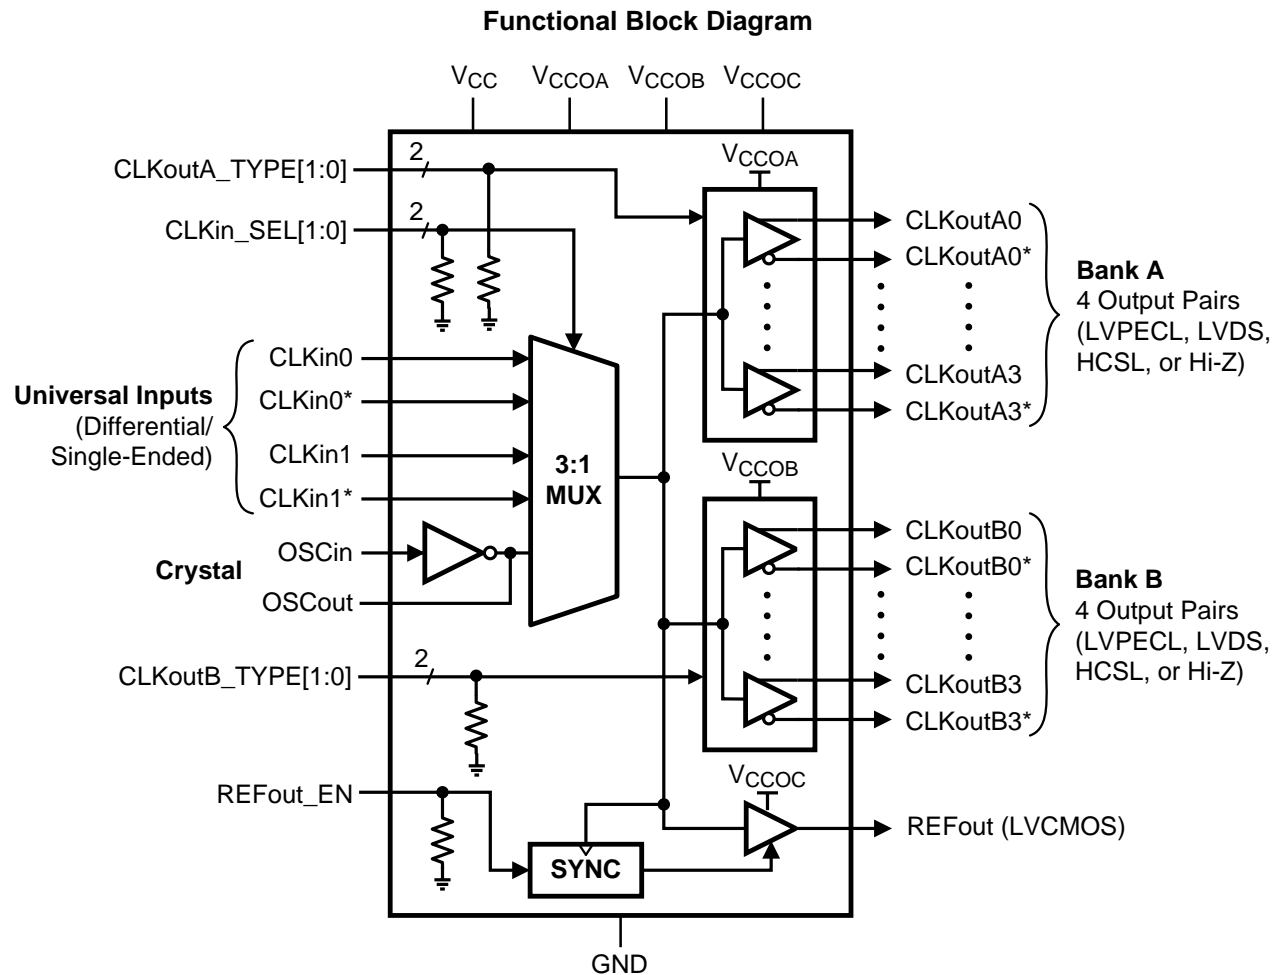 Functional Block Diagram
VCC
VCCOA
VCCOB
VCCOC
CLKoutA_TYPE[1:0]
2
CLKin_SEL[1:0]
2
VCCOA
CLKoutA0
CLKoutA0*
CLKoutA3
CLKoutA3*
Bank A
4 Output Pairs
(LVPECL, LVDS,
HCSL, or Hi-Z)
Universal Inputs
(Differential/
Single-Ended)
CLKin0
CLKin0*
CLKin1
CLKin1*
3:1
MUX
Crystal
OSCin
OSCout
VCCOB
CLKoutB0
CLKoutB0*
CLKoutB3
CLKoutB3*
Bank B
4 Output Pairs
(LVPECL, LVDS,
HCSL, or Hi-Z)
CLKoutB_TYPE[1:0]
2
REFout_EN
SYNC
VCCOC
REFout (LVCMOS)
GND